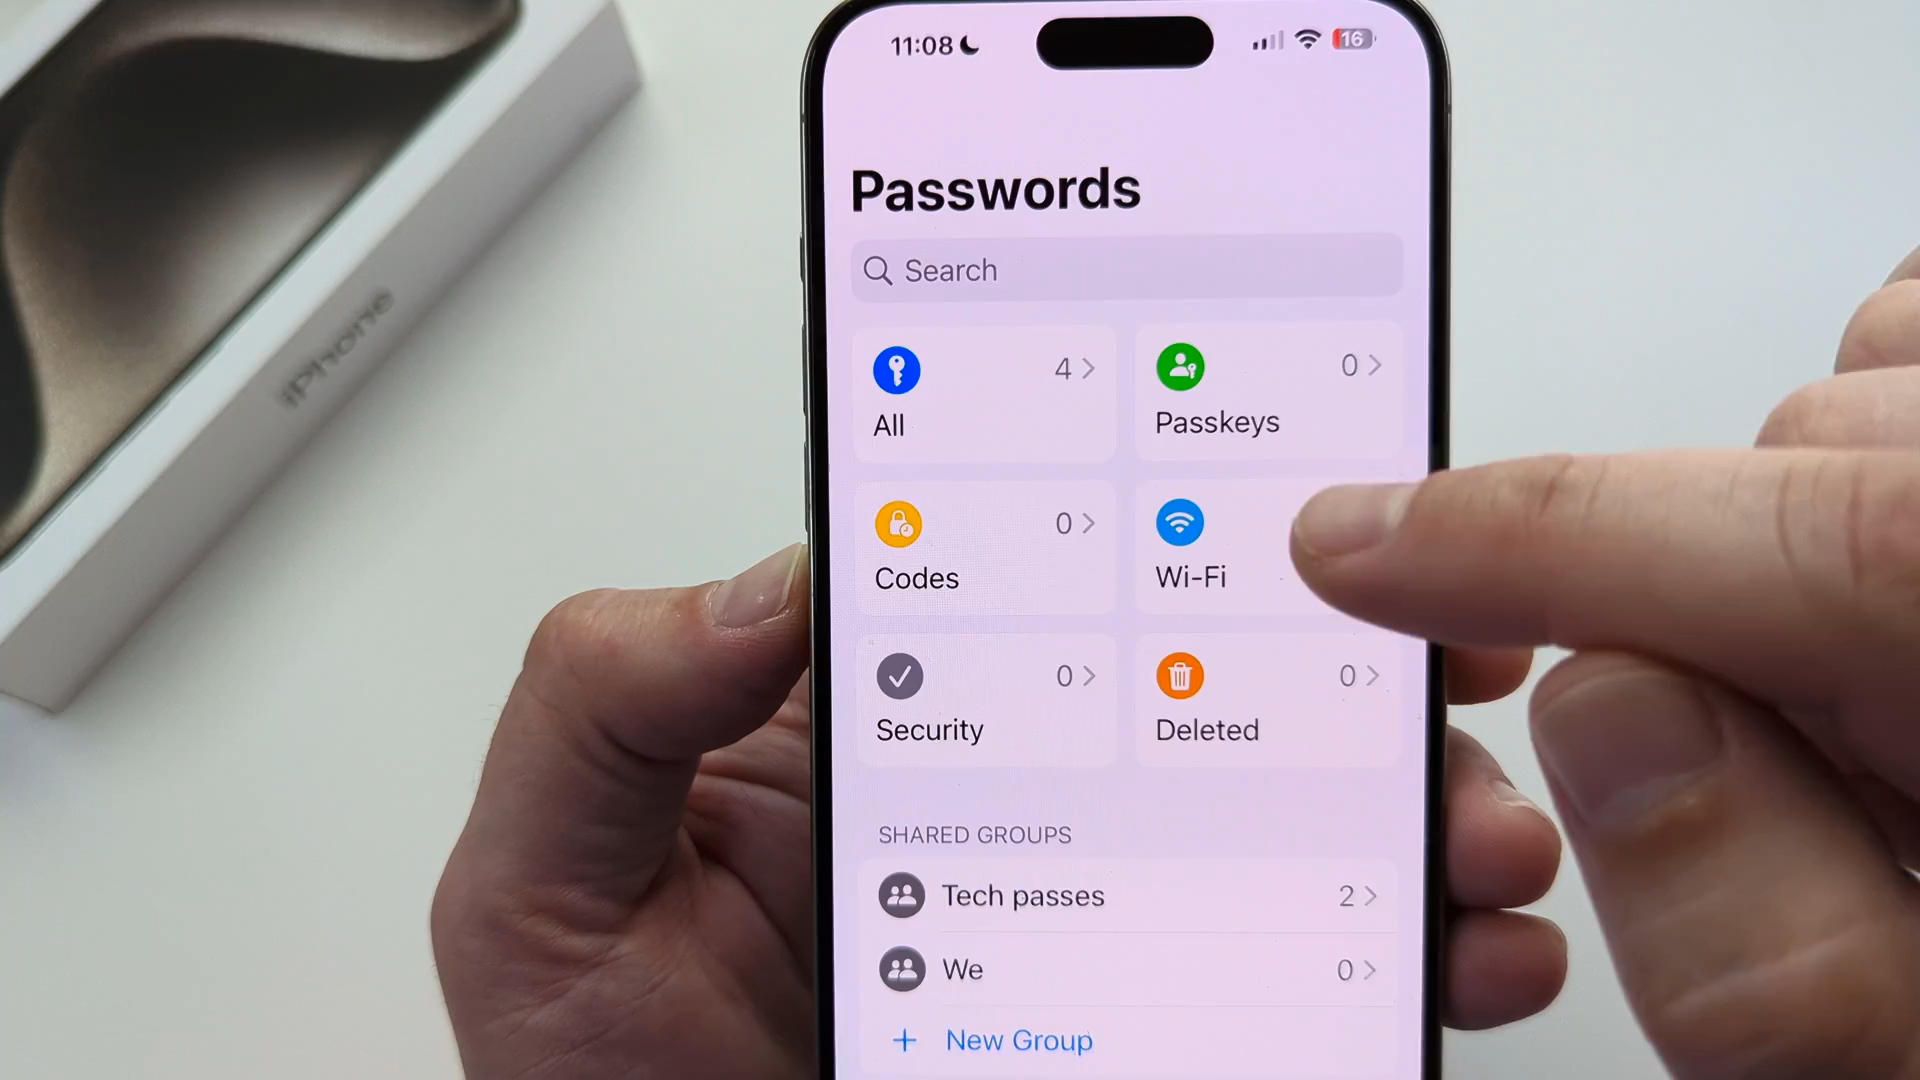 11:08
16
Passwords
Search
4
All
0
Passkeys
0
Codes
Wi-Fi
0
Security
0
Deleted
SHARED GROUPS
Tech passes 2
We 0
+ New Group
iPhone